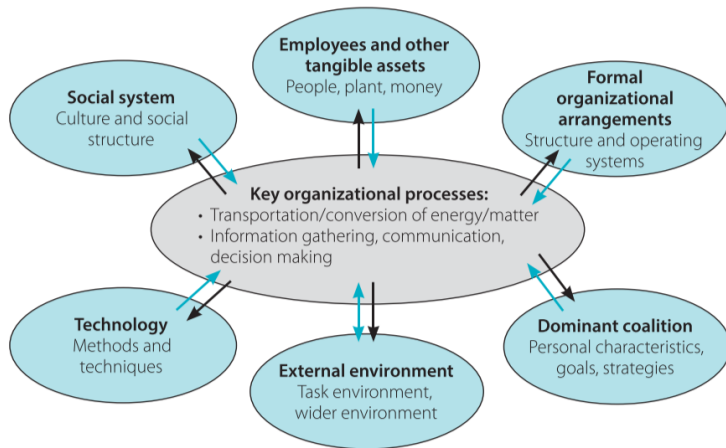 Employees and other
tangible assets
People, plant, money
Social system
Culture and social
structure
Formal
organizational
arrangements
Structure and operating
systems
Key organizational processes:
• Transportation/conversion of energy/matter
• Information gathering, communication,
decision making
Technology
Methods and
techniques
External environment
Task environment,
wider environment
Dominant coalition
Personal characteristics,
goals, strategies